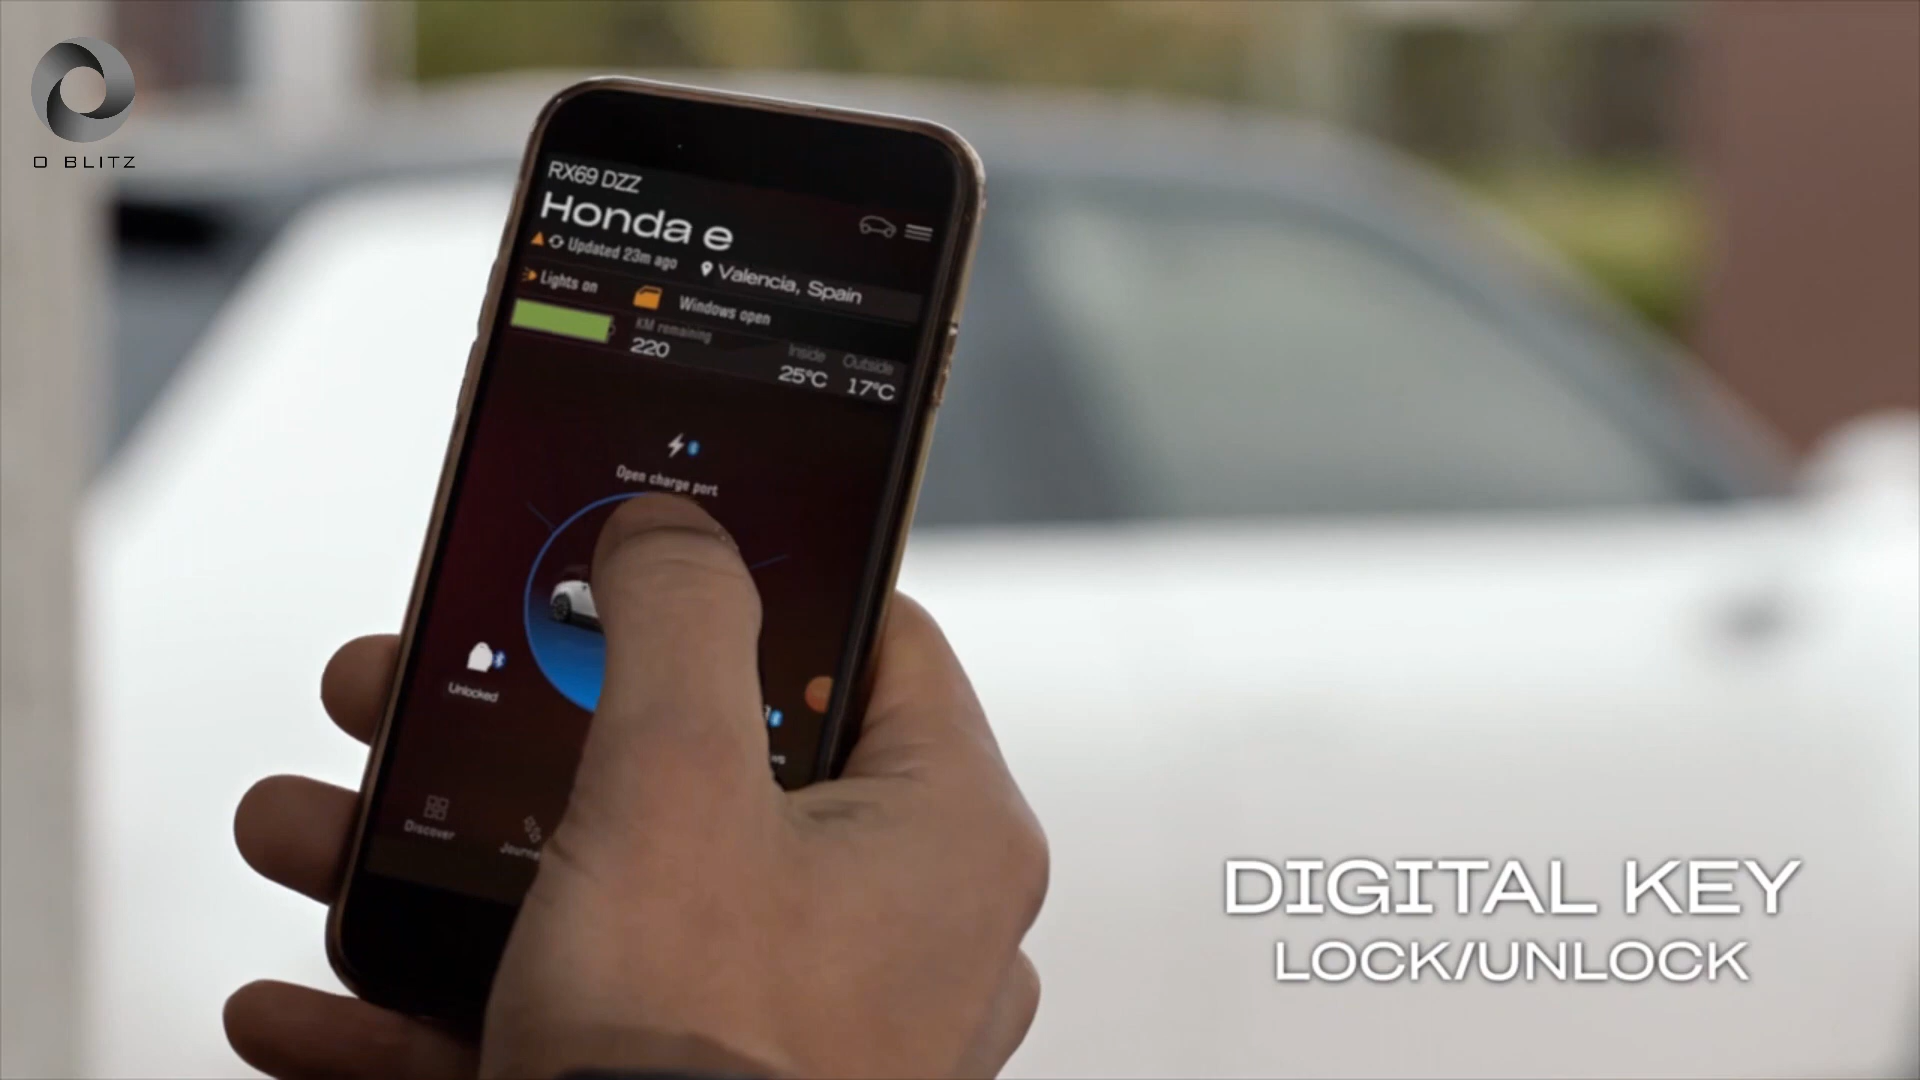 O BLITZ
RX69 DZZ
Honda e
Updated 23m ago
Valencia, Spain
Lights on
Windows open
KM remaining
220
Inside
Outside
25°C
17°C
Open charge port
Unlocked
Discover
DIGITAL KEY
LOCK/UNLOCK